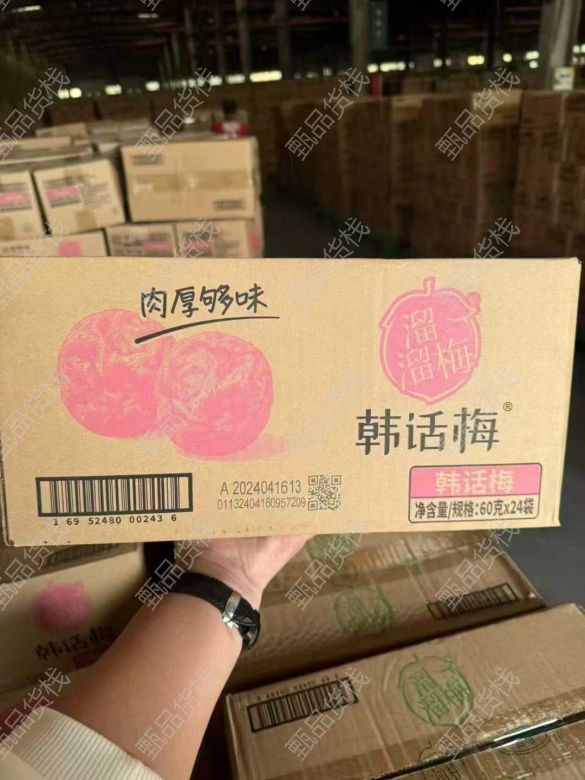 肉厚够味
溜
溜梅
韩话梅®
韩话梅
净含量/规格:60克x24袋
A 2024041613
01132404160957209
1 69 52480 00243 6
韩话梅
溜
溜梅
甄品货栈